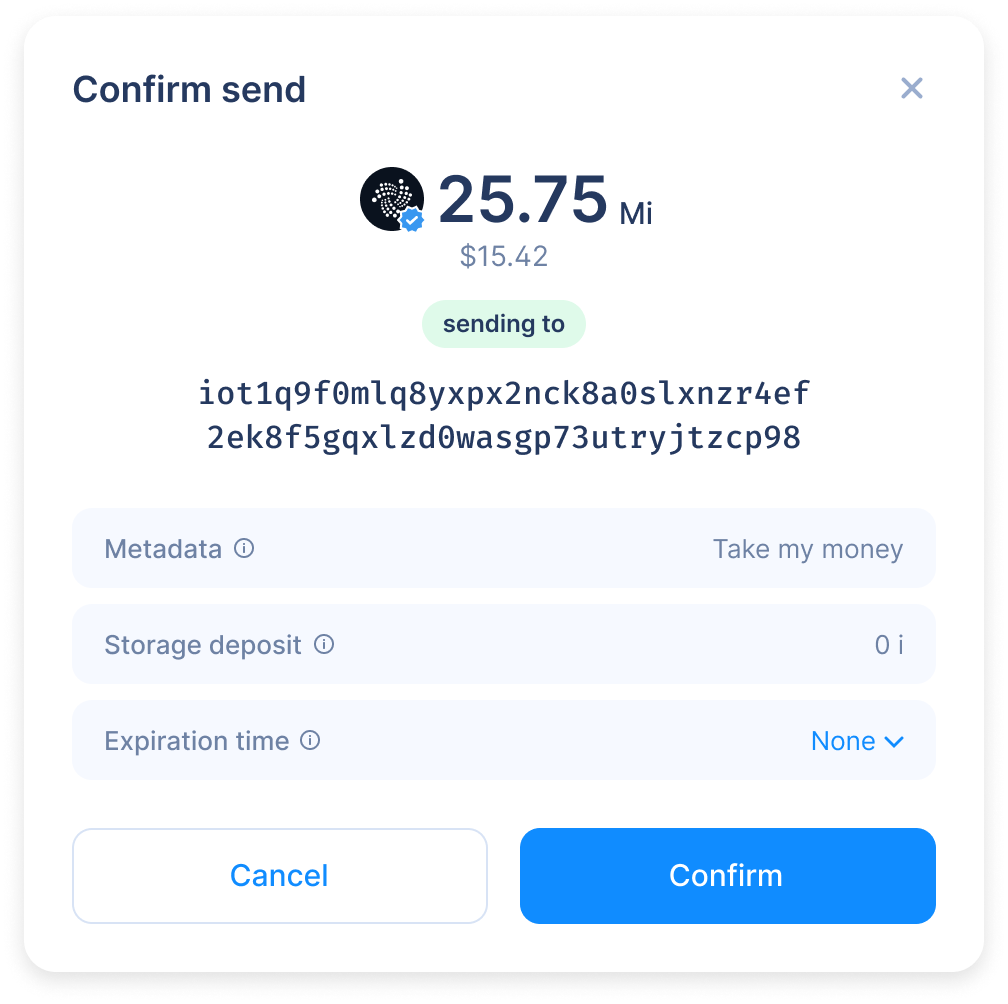 Confirm send
25.75 Mi
$15.42
sending to
iot1q9f0mlq8yxpx2nck8a0slxnzr4ef
2ek8f5gqxlzd0wasgp73utryjtzcp98
Metadata Take my money
Storage deposit 0 i
Expiration time None
Cancel Confirm